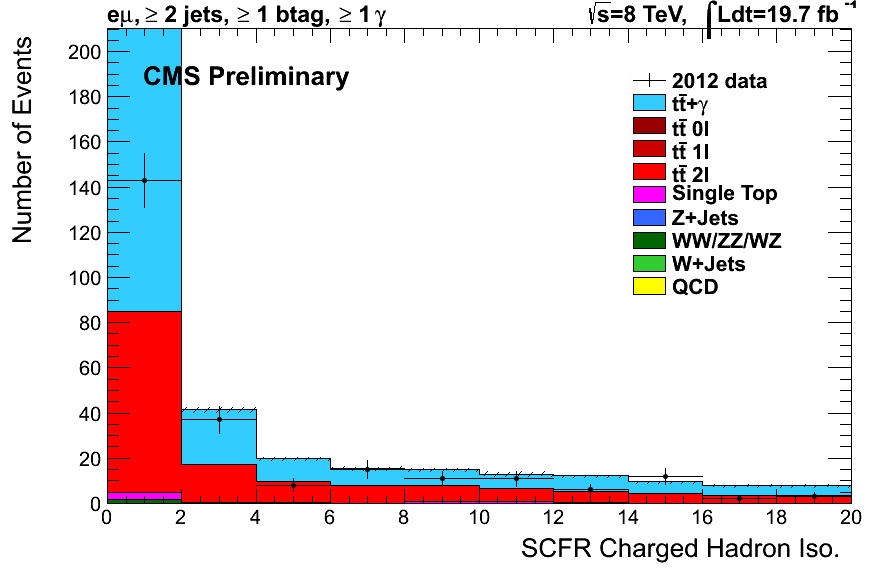 eμ, ≥ 2 jets, ≥ 1 btag, ≥ 1 γ
√s=8 TeV, ∫Ldt=19.7 fb⁻¹
CMS Preliminary
2012 data
tt̄+γ
tt̄ 0l
tt̄ 1l
tt̄ 2l
Single Top
Z+Jets
WW/ZZ/WZ
W+Jets
QCD
Number of Events
200
180
160
140
120
100
80
60
40
20
0
0 2 4 6 8 10 12 14 16 18 20
SCFR Charged Hadron Iso.